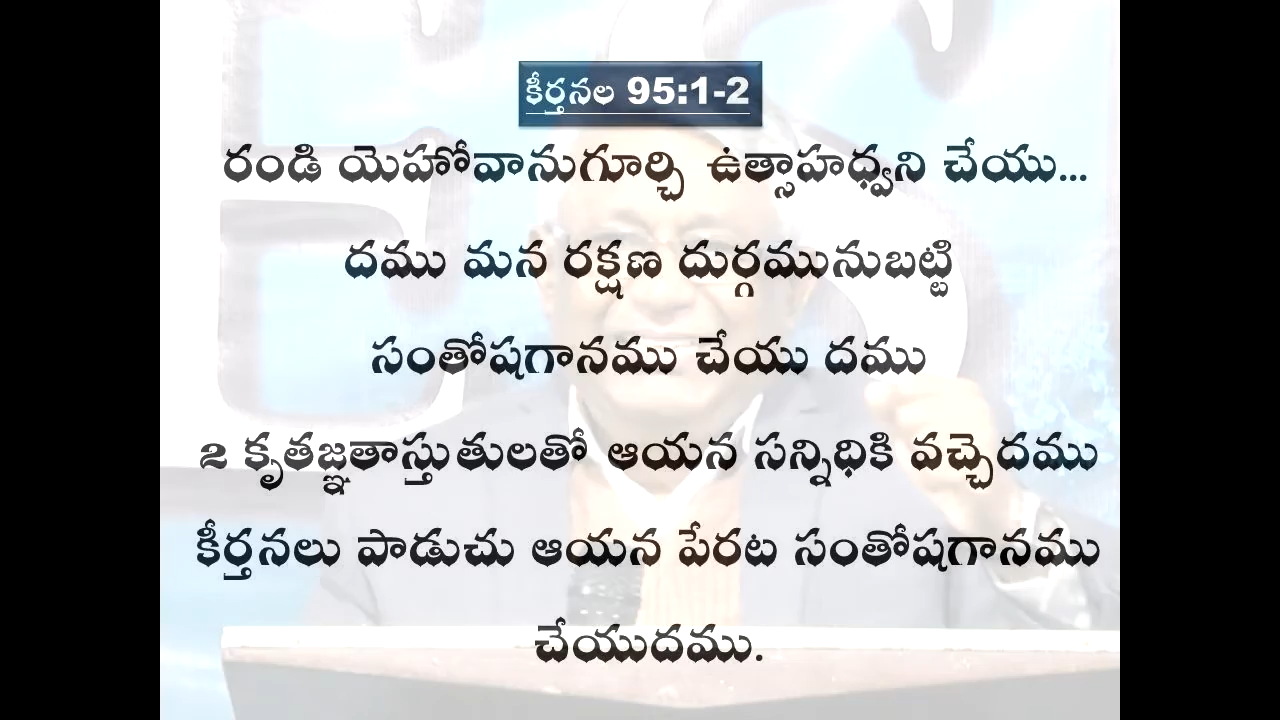 కీర్తనల 95:1-2
రండి యెహోవానుగూర్చి ఉత్సాహధ్వని చేయు...
దము మన రక్షణ దుర్గమునుబట్టి
సంతోషగానము చేయు దము
2 కృతజ్ఞతాస్తుతులతో ఆయన సన్నిధికి వచ్చెదము
కీర్తనలు పాడుచు ఆయన పేరట సంతోషగానము
చేయుదము.